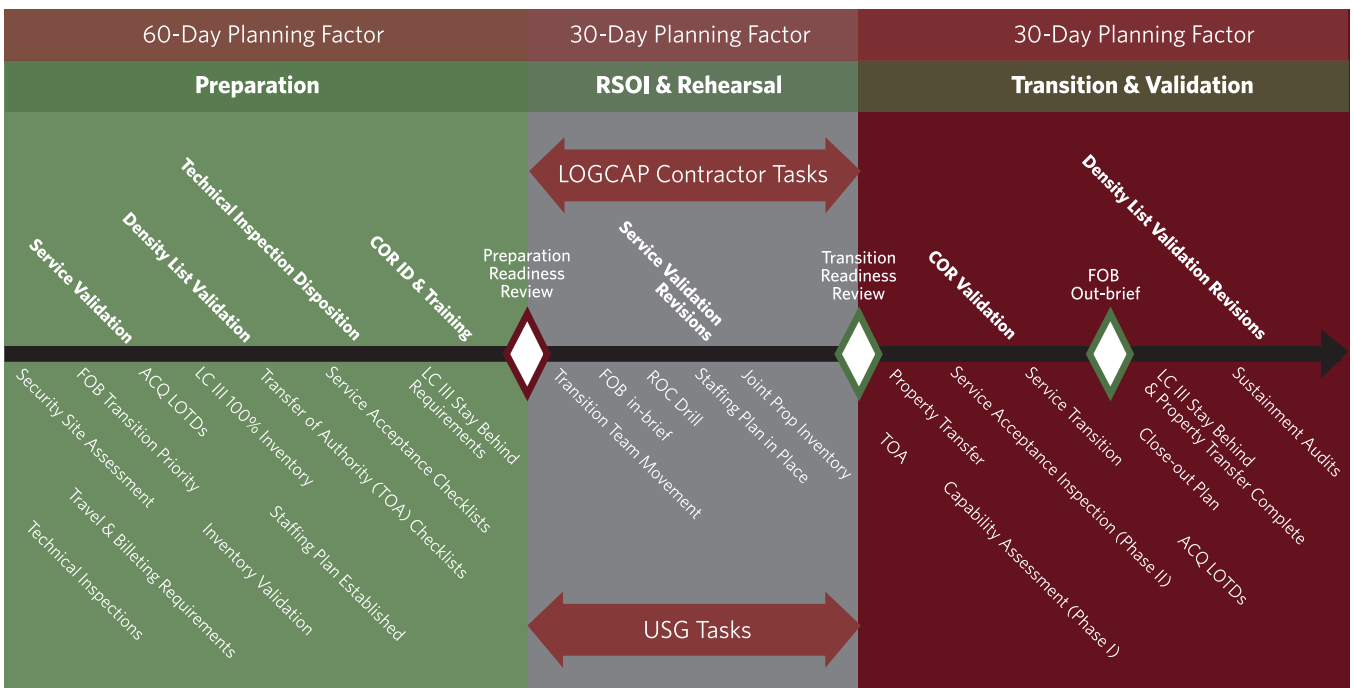 60-Day Planning Factor
30-Day Planning Factor
30-Day Planning Factor
Preparation
RSOI & Rehearsal
Transition & Validation
LOGCAP Contractor Tasks
Service Validation
Density List Validation
Technical Inspection Disposition
COR ID & Training
Preparation
Readiness
Review
Service Validation
Revisions
Transition
Readiness
Review
COR Validation
FOB
Out-brief
Density List Validation Revisions
Security Site Assessment
FOB Transition Priority
ACQ LOTDs
LC III 100% Inventory
Transfer of Authority (TOA) Checklists
Service Acceptance Checklists
LC III Stay Behind
Requirements
Technical Inspections
Travel & Billeting Requirements
Inventory Validation
Staffing Plan Established
Transition Team Movement
FOB in-brief
ROC Drill
Staffing Plan in Place
Joint Prop Inventory
TOA
Property Transfer
Service Acceptance Inspection (Phase II)
Service Transition
Capability Assessment (Phase I)
LC III Stay Behind
& Property Transfer Complete
Close-out Plan
ACQ LOTDs
Sustainment Audits
USG Tasks